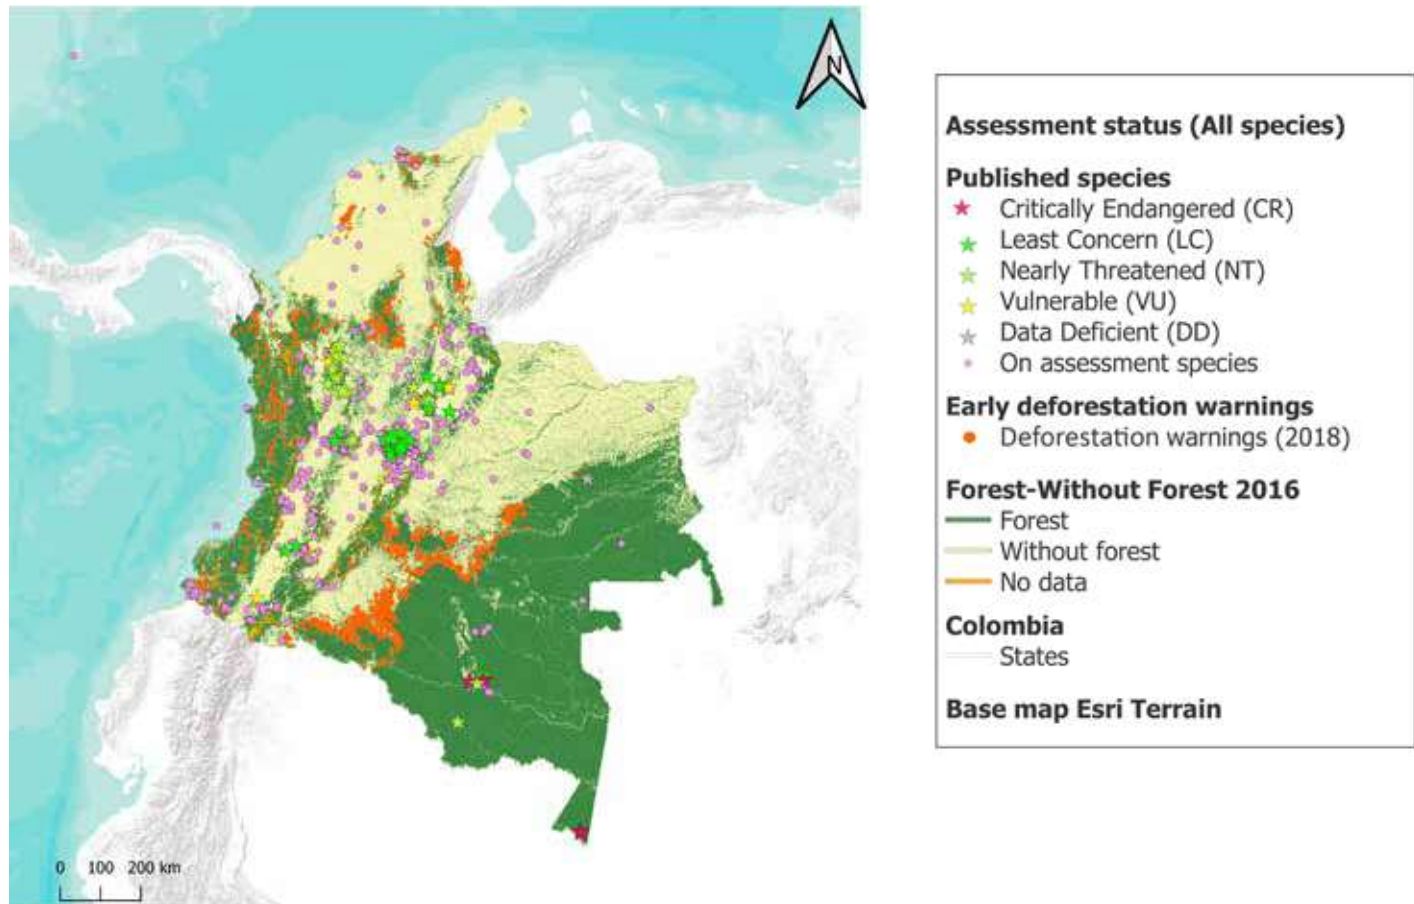 N
Assessment status (All species)
Published species
Critically Endangered (CR)
Least Concern (LC)
Nearly Threatened (NT)
Vulnerable (VU)
Data Deficient (DD)
On assessment species
Early deforestation warnings
Deforestation warnings (2018)
Forest-Without Forest 2016
Forest
Without forest
No data
Colombia
States
Base map Esri Terrain
0 100 200 km